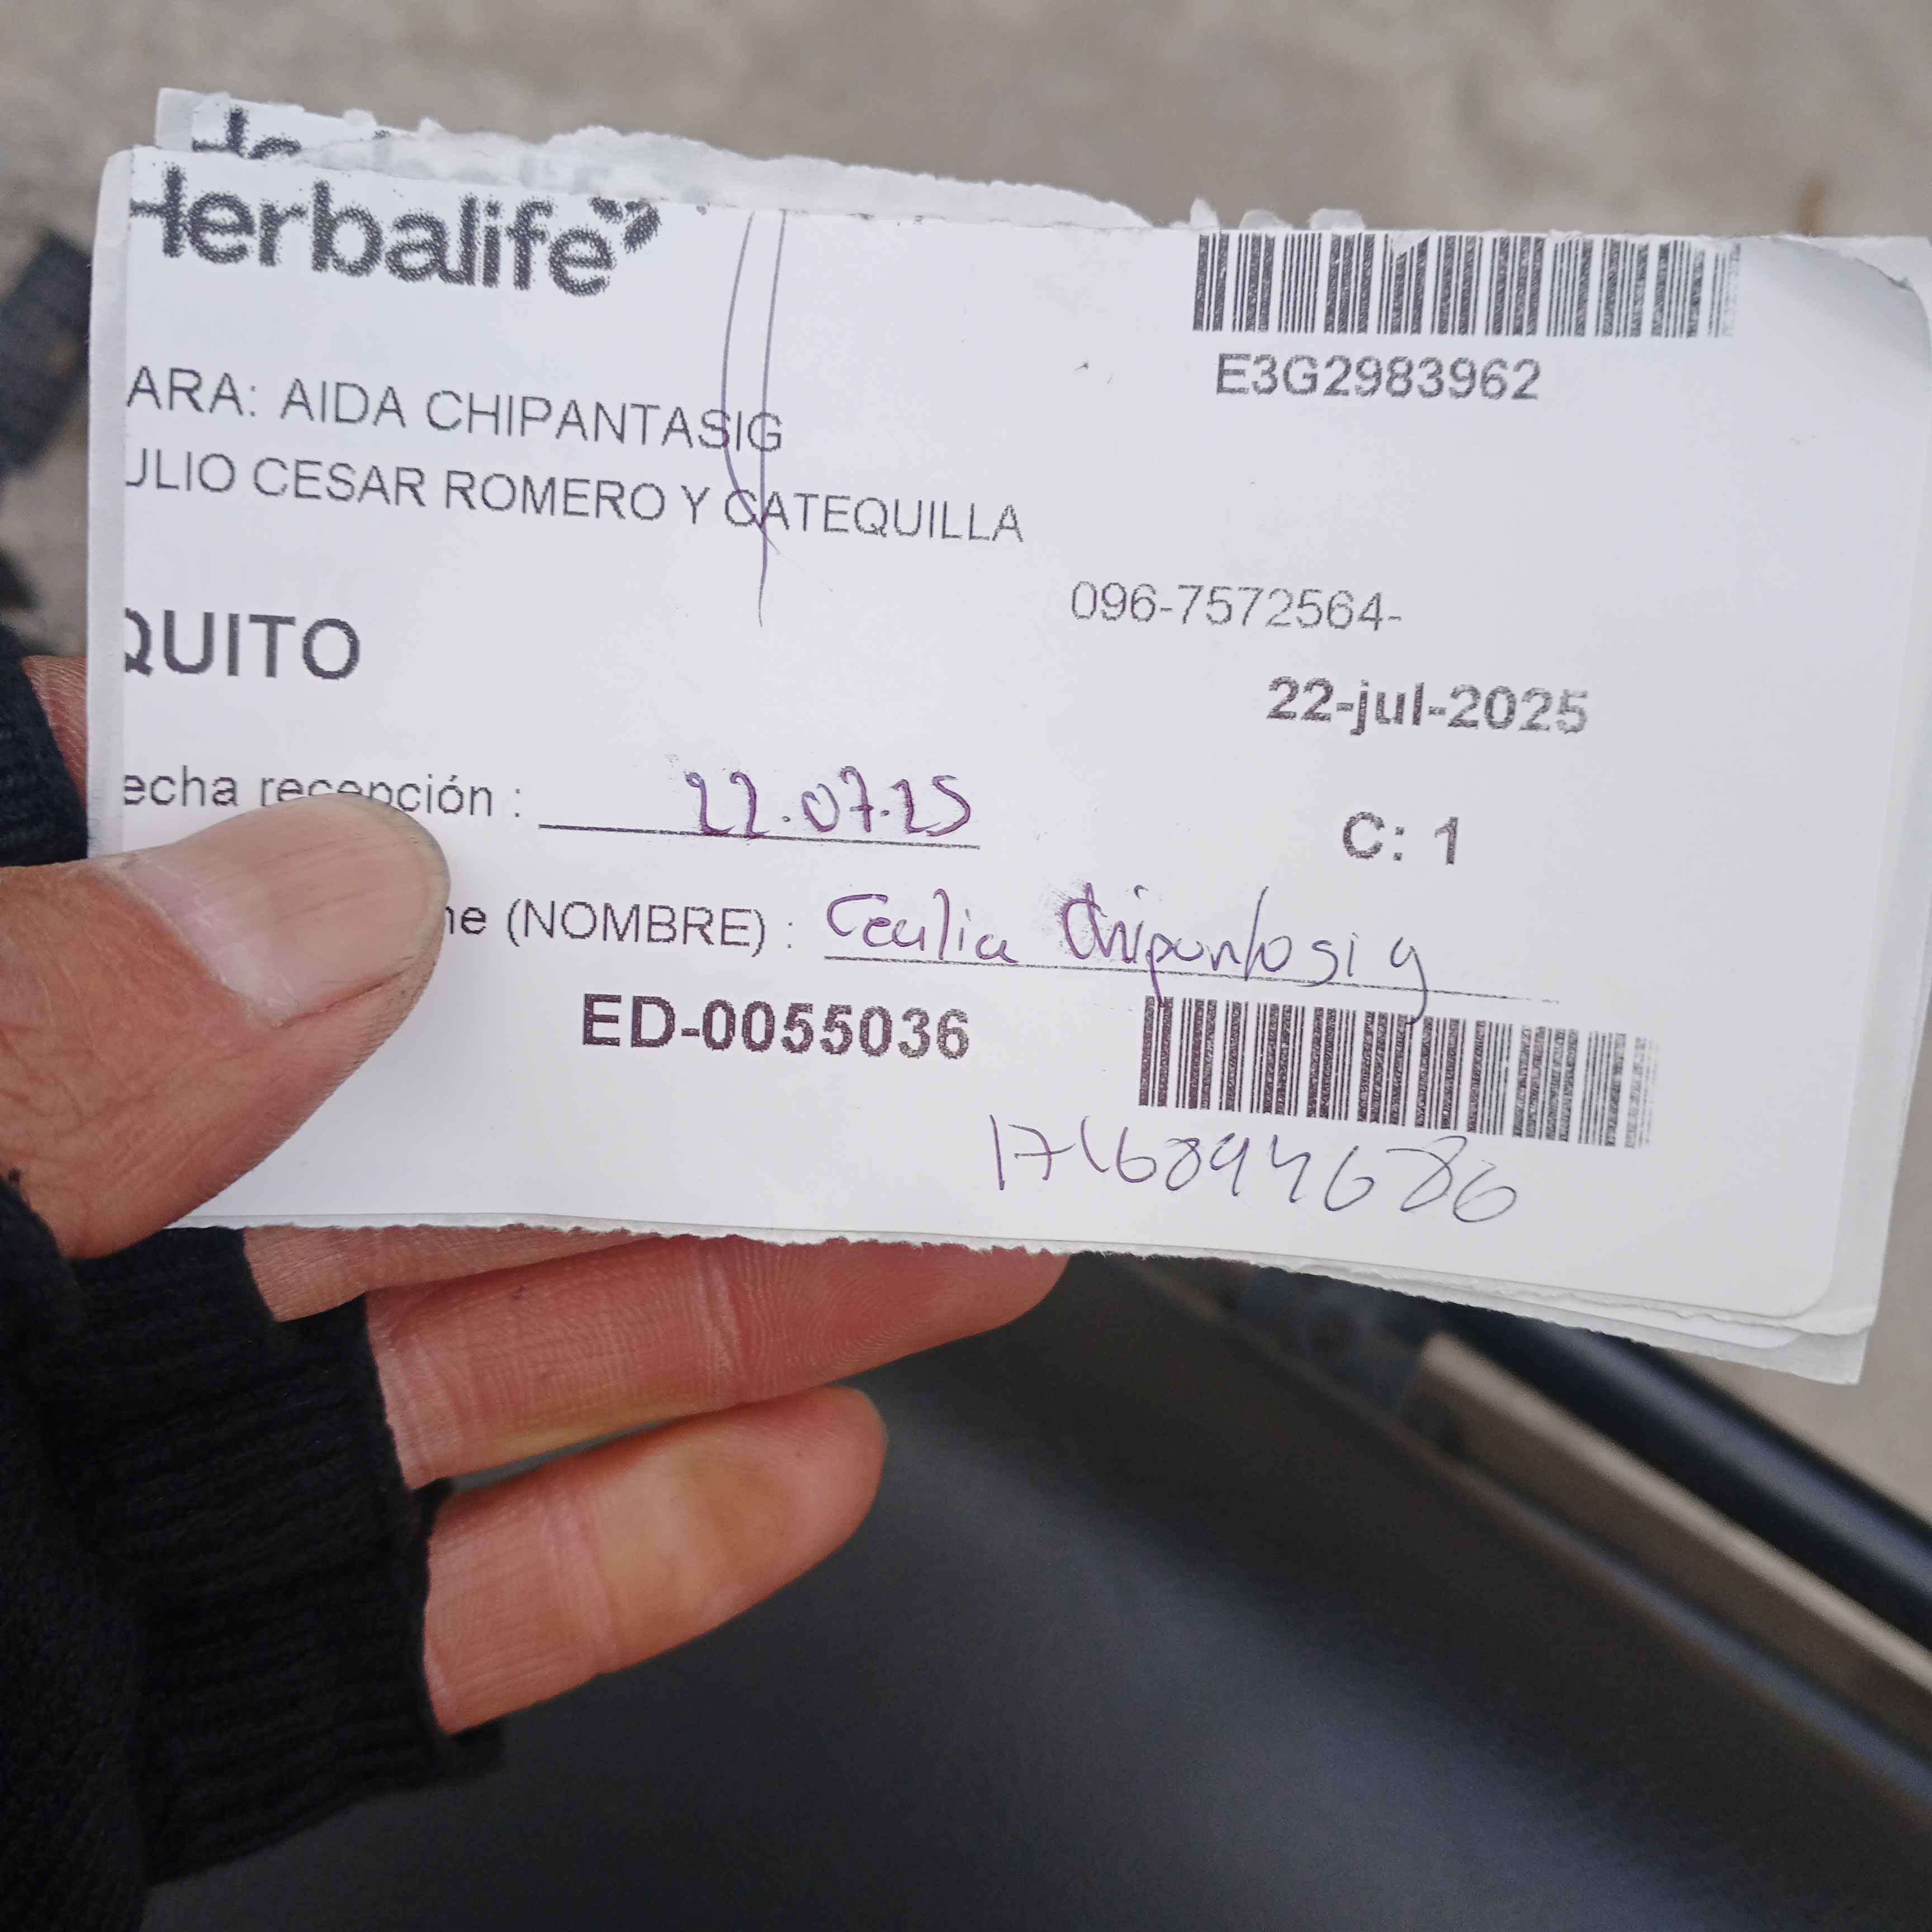 Herbalife
E3G2983962
ARA: AIDA CHIPANTASIG
ULIO CESAR ROMERO Y CATEQUILLA
096-7572564-
QUITO
22-jul-2025
echa recepción : 22.07.25
C: 1
me (NOMBRE) : Cecilia Chipantasig
ED-0055036
1716894686